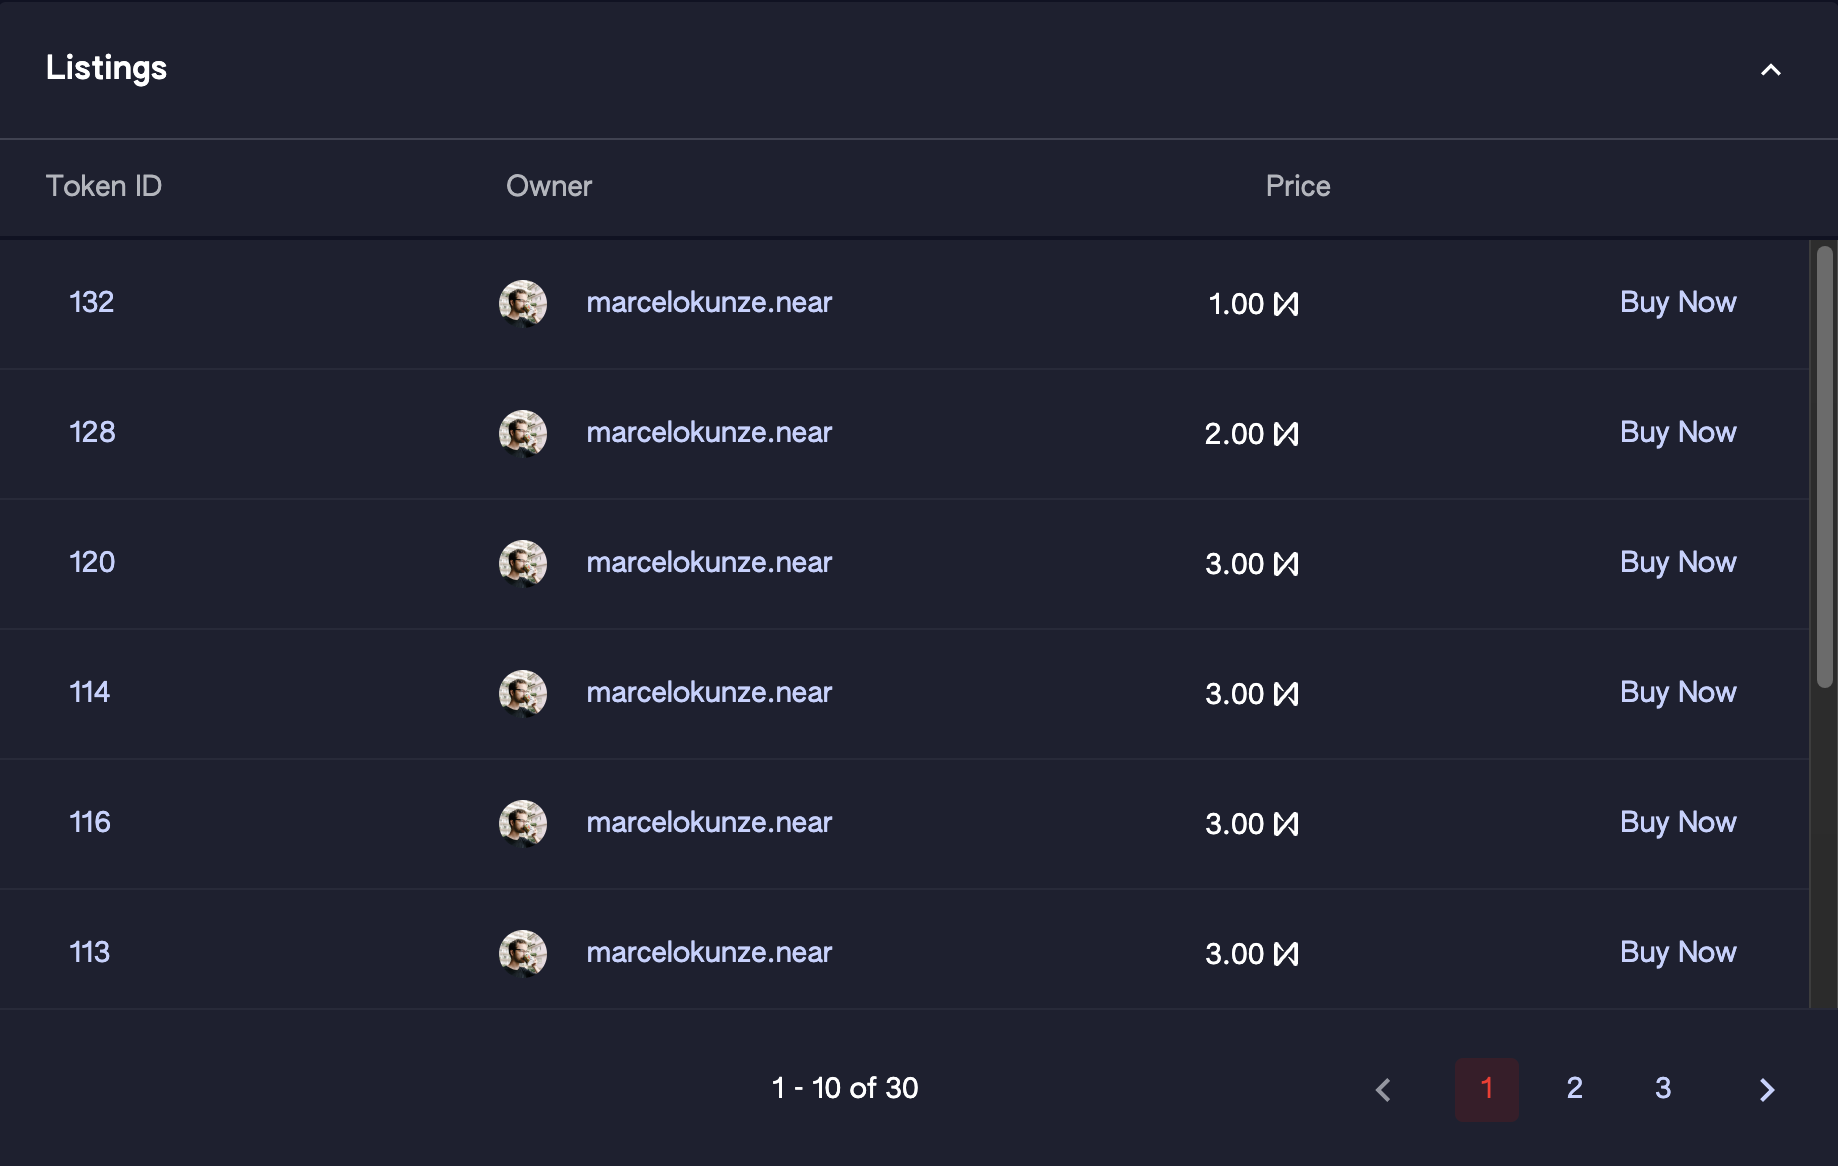 Listings
Token ID Owner Price
132 marcelokunze.near 1.00 Buy Now
128 marcelokunze.near 2.00 Buy Now
120 marcelokunze.near 3.00 Buy Now
114 marcelokunze.near 3.00 Buy Now
116 marcelokunze.near 3.00 Buy Now
113 marcelokunze.near 3.00 Buy Now
1 - 10 of 30 1 2 3